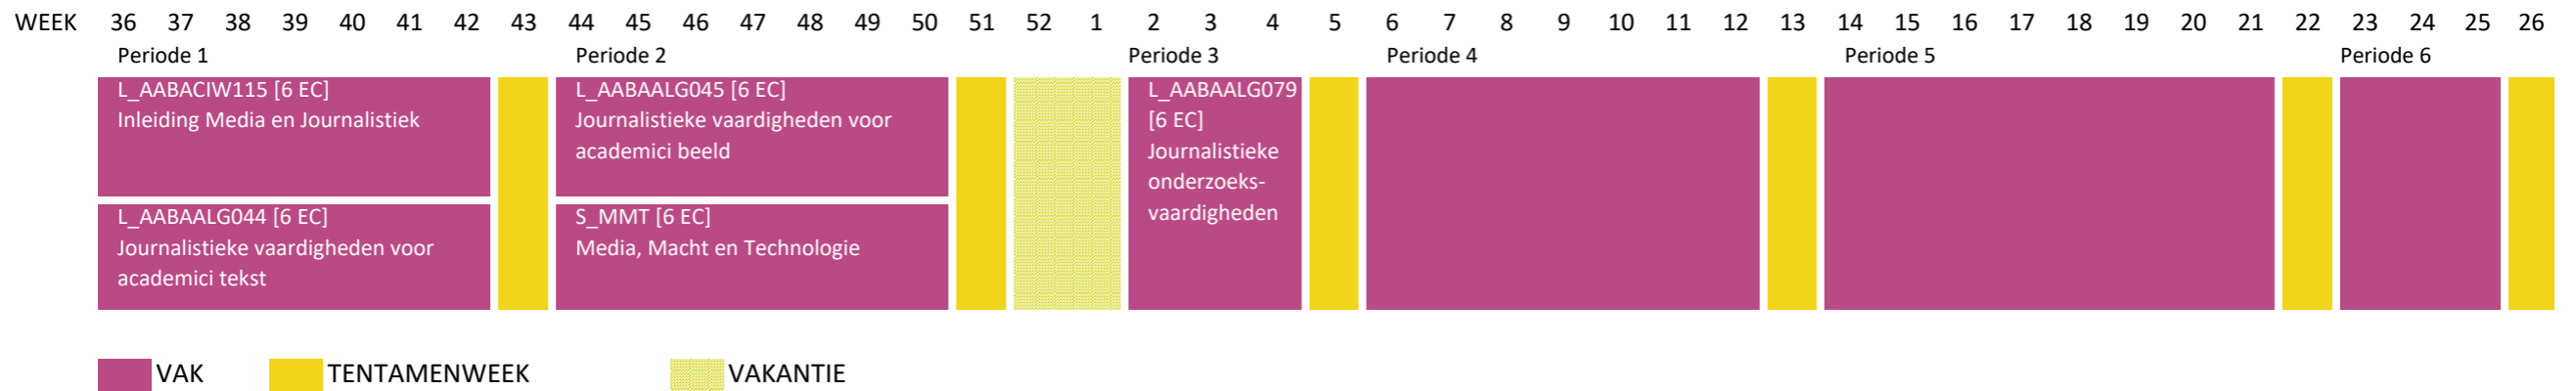 WEEK 36 37 38 39 40 41 42 43 44 45 46 47 48 49 50 51 52 1 2 3 4 5 6 7 8 9 10 11 12 13 14 15 16 17 18 19 20 21 22 23 24 25 26
Periode 1 Periode 2 Periode 3 Periode 4 Periode 5 Periode 6
L_AABACIW115 [6 EC]
Inleiding Media en Journalistiek
L_AABAALG044 [6 EC]
Journalistieke vaardigheden voor
academici tekst
L_AABAALG045 [6 EC]
Journalistieke vaardigheden voor
academici beeld
S_MMT [6 EC]
Media, Macht en Technologie
L_AABAALG079
[6 EC]
Journalistieke
onderzoeks-
vaardigheden
VAK TENTAMENWEEK VAKANTIE